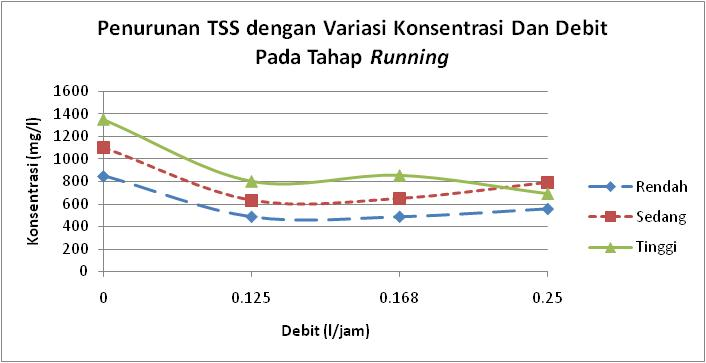 Penurunan TSS dengan Variasi Konsentrasi Dan Debit
Pada Tahap Running
Konsentrasi (mg/l)
1600
1400
1200
1000
800
600
400
200
0
0 0.125 0.168 0.25
Debit (l/jam)
Rendah
Sedang
Tinggi